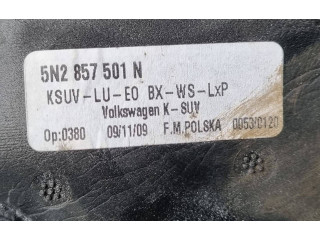 5N2 857 501 N
KSUV-LU-EO BX-WS-LxP
Volkswagen K-SUV
Op:0380 09/11/09 F.M.POLSKA 0053/0120